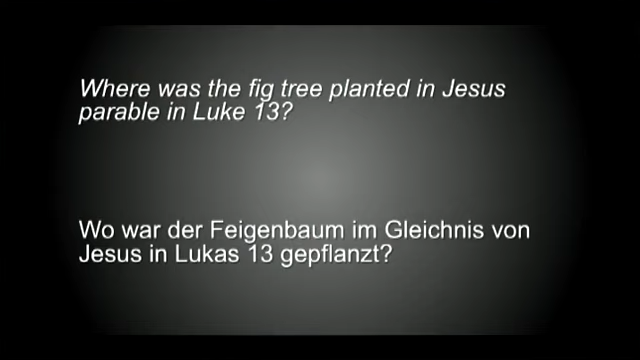 Where was the fig tree planted in Jesus
parable in Luke 13?
Wo war der Feigenbaum im Gleichnis von
Jesus in Lukas 13 gepflanzt?